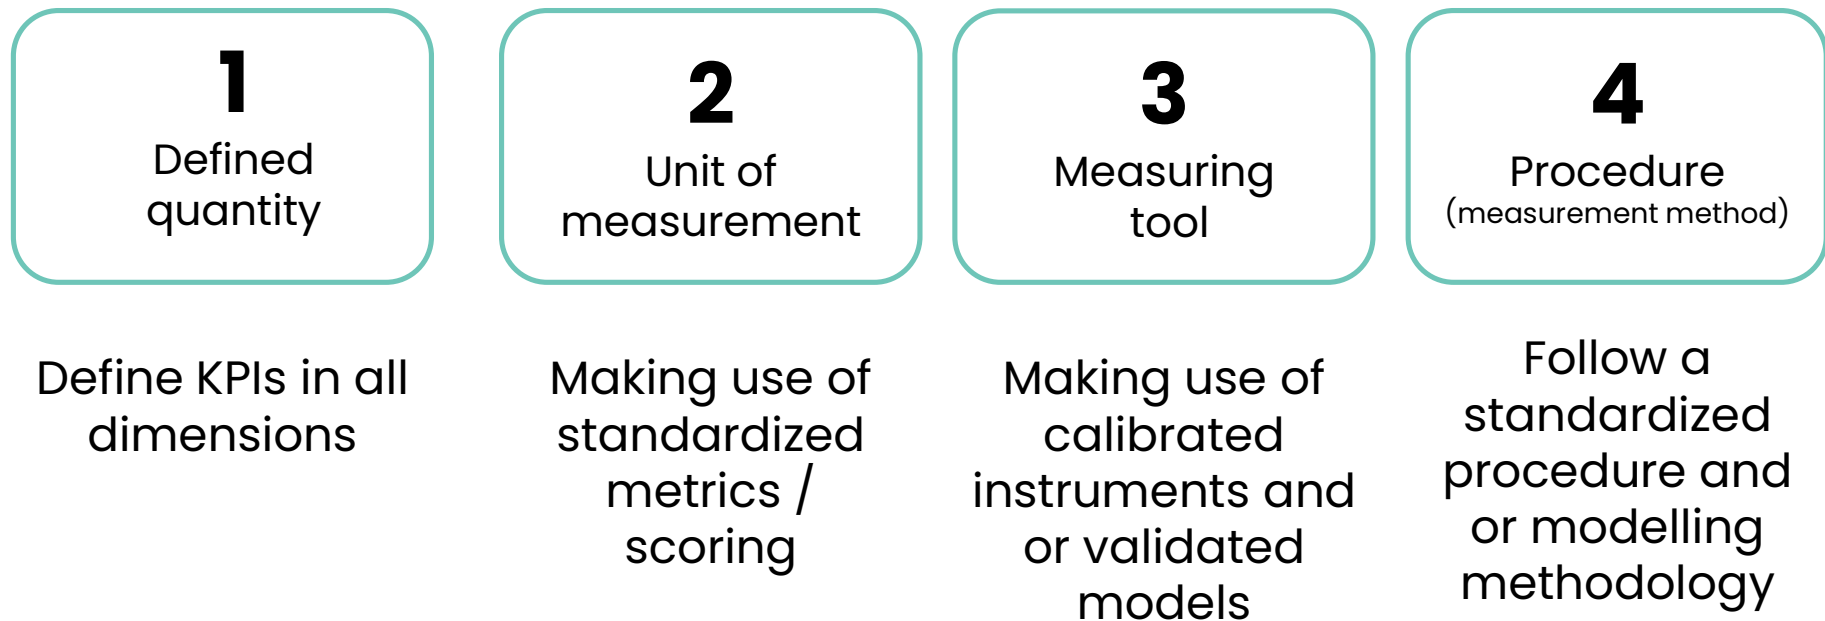 1
Defined
quantity
Define KPIs in all
dimensions
2
Unit of
measurement
Making use of
standardized
metrics /
scoring
3
Measuring
tool
Making use of
calibrated
instruments and
or validated
models
4
Procedure
(measurement method)
Follow a
standardized
procedure and
or modelling
methodology